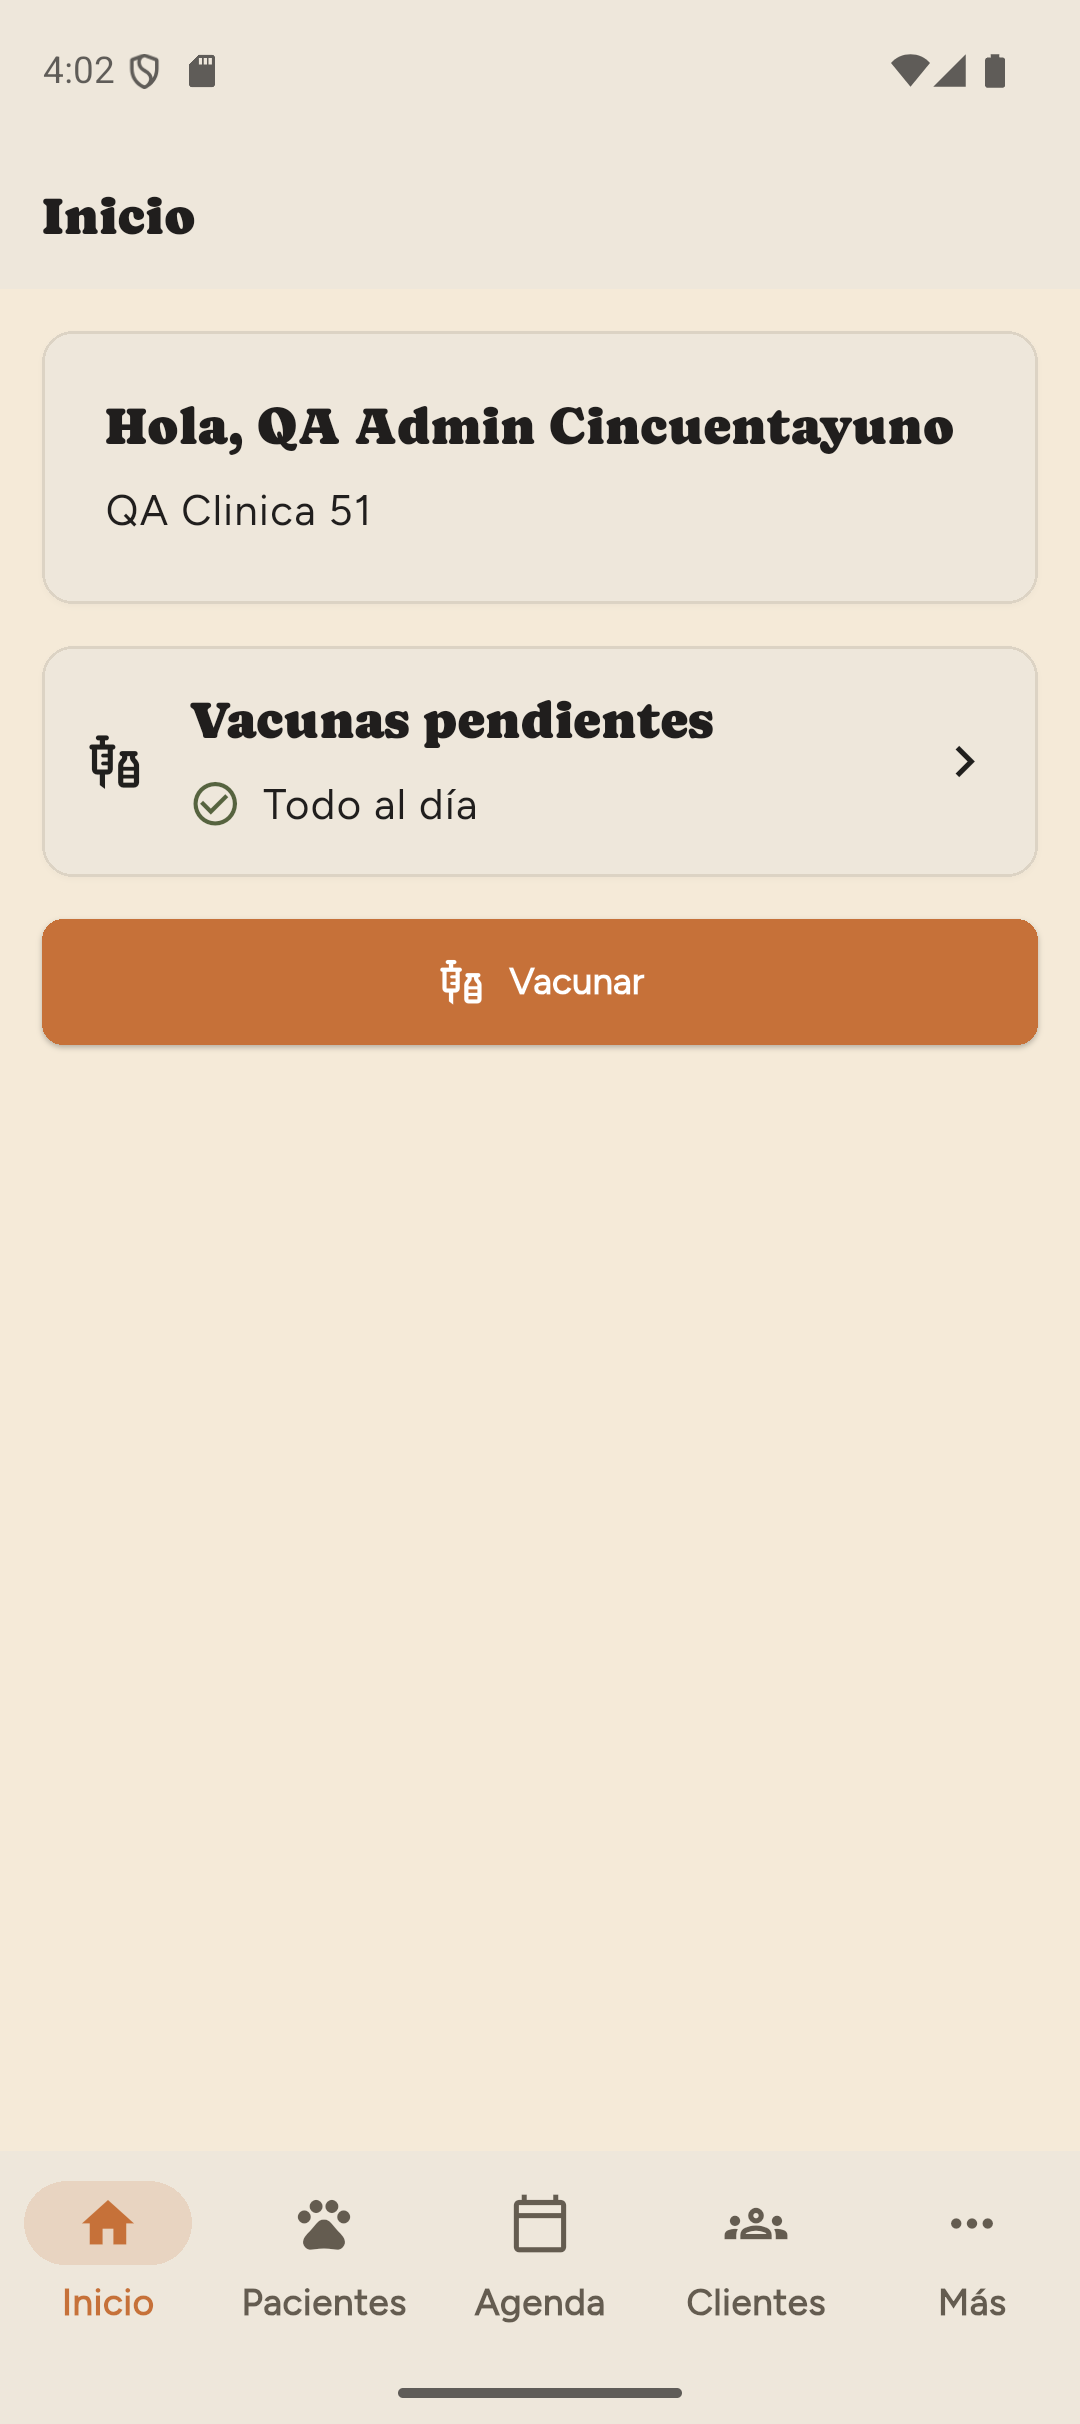 4:02
Inicio
Hola, QA Admin Cincuentayuno
QA Clinica 51
Vacunas pendientes
Todo al día
Vacunar
Inicio
Pacientes
Agenda
Clientes
Más